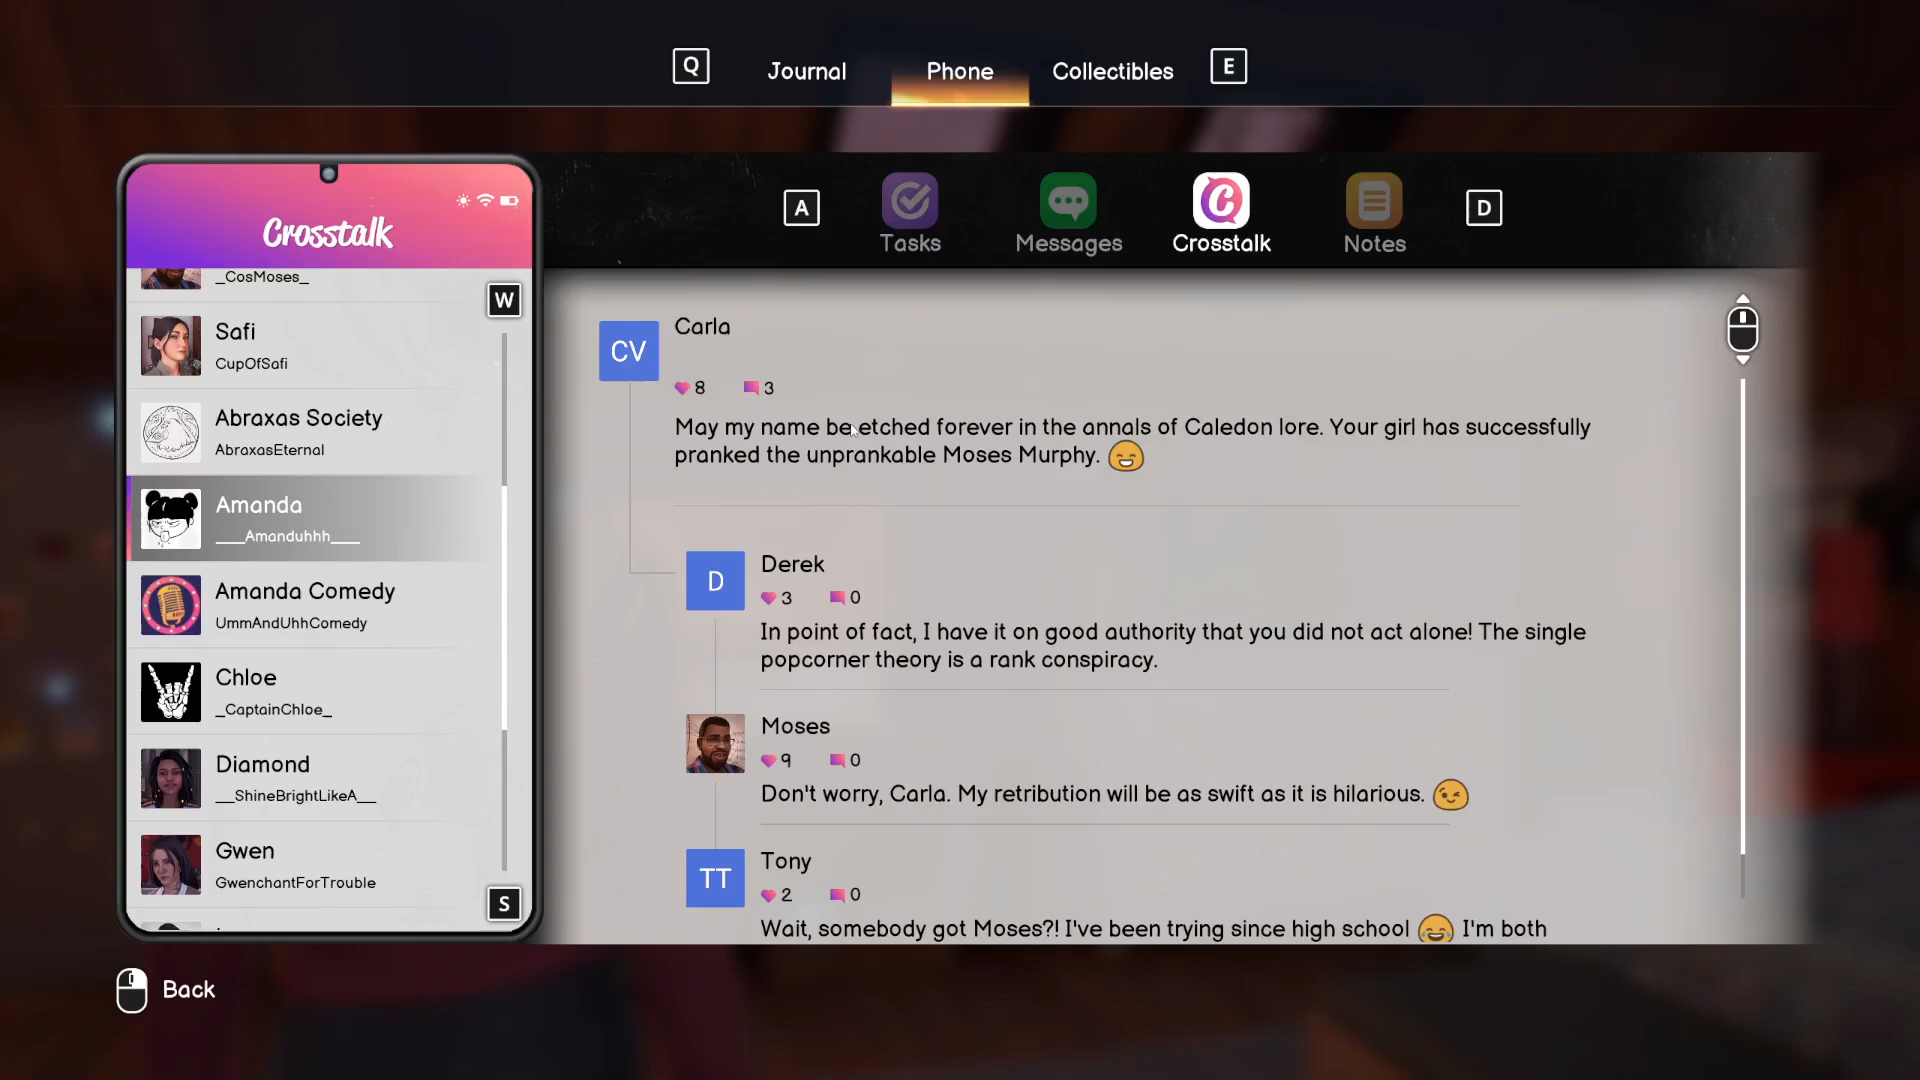 Q
Journal
Phone
Collectibles
E
Crosstalk
_CosMoses_
W
Safi
CupOfSafi
Abraxas Society
AbraxasEternal
Amanda
___Amanduhhh___
Amanda Comedy
UmmAndUhhComedy
Chloe
_CaptainChloe_
Diamond
__ShineBrightLikeA__
Gwen
GwenchantForTrouble
S
A
Tasks
Messages
Crosstalk
Notes
D
CV
Carla
8
3
May my name be etched forever in the annals of Caledon lore. Your girl has successfully
pranked the unprankable Moses Murphy. 😄
D
Derek
3
0
In point of fact, I have it on good authority that you did not act alone! The single
popcorner theory is a rank conspiracy.
Moses
9
0
Don't worry, Carla. My retribution will be as swift as it is hilarious. 😉
TT
Tony
2
0
Wait, somebody got Moses?! I've been trying since high school 😂 I'm both
Back